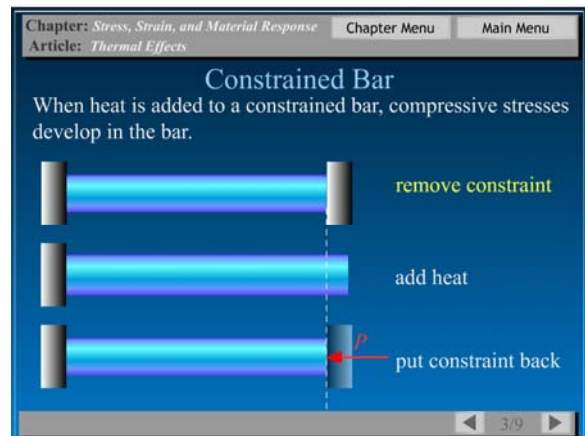 Chapter: Stress, Strain, and Material Response
Chapter Menu
Main Menu
Article: Thermal Effects
Constrained Bar
When heat is added to a constrained bar, compressive stresses
develop in the bar.
remove constraint
add heat
P
put constraint back
3/9